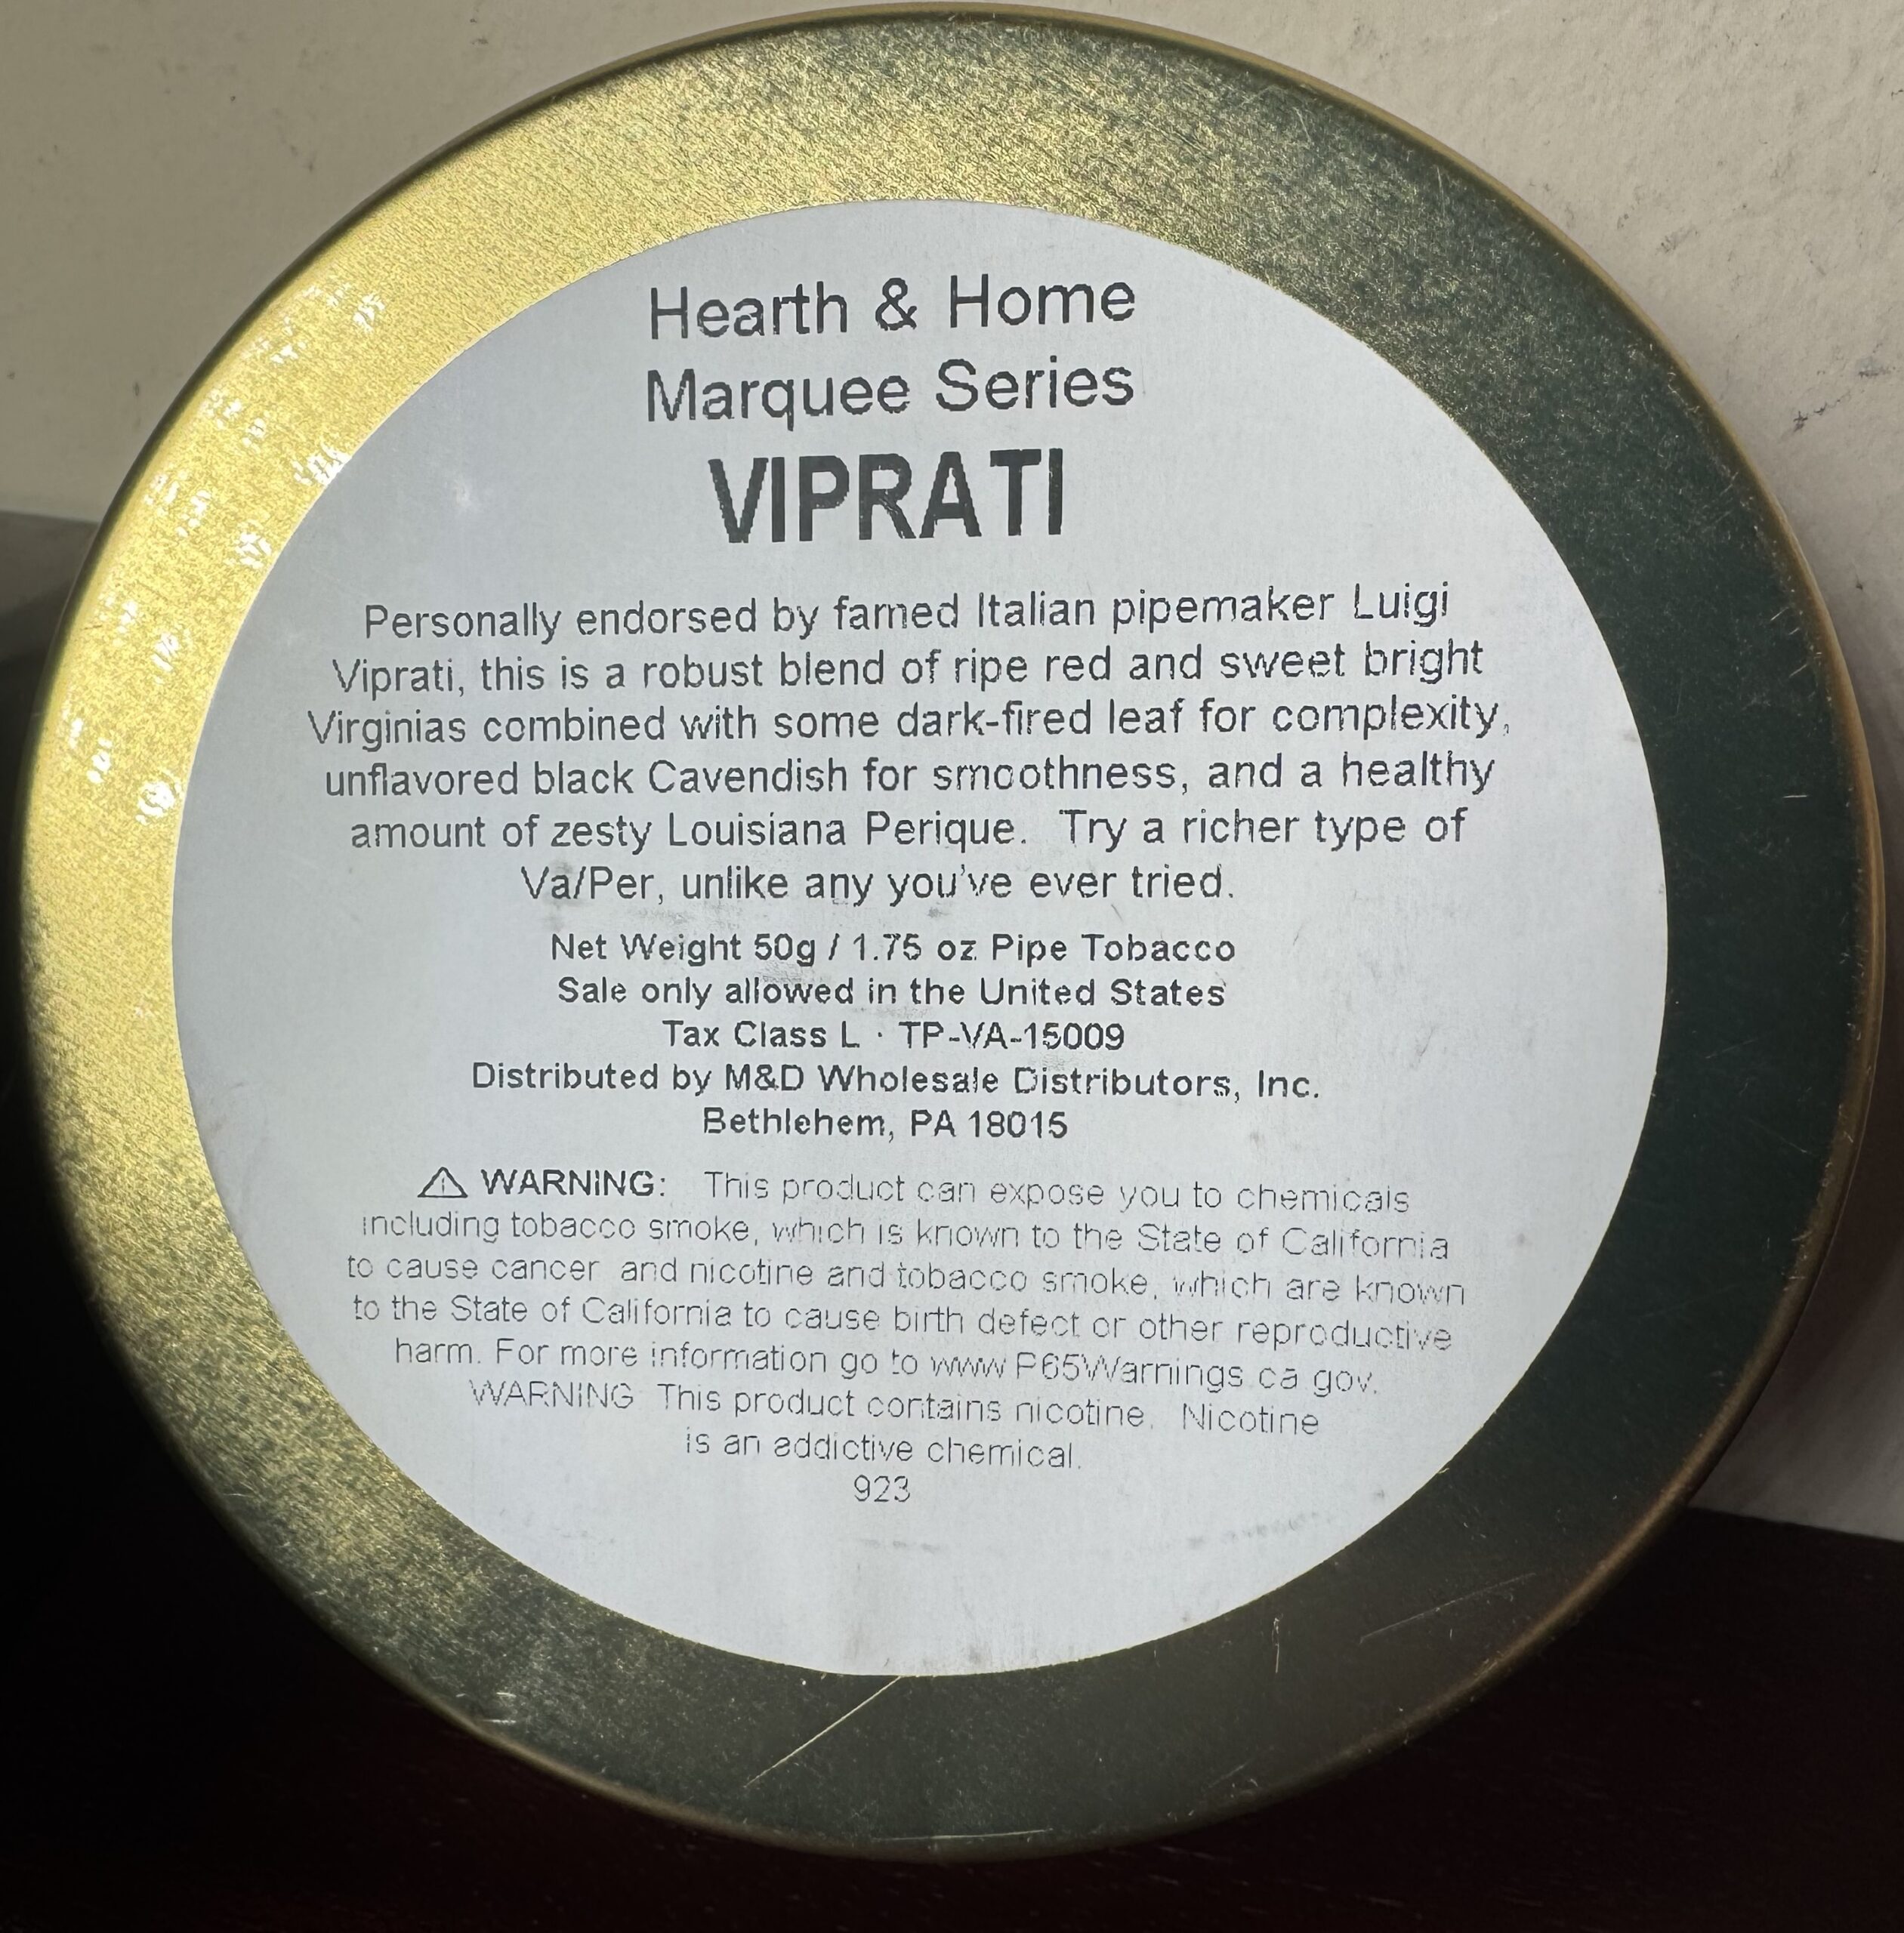 Hearth & Home
Marquee Series
VIPRATI
Personally endorsed by famed Italian pipemaker Luigi
Viprati, this is a robust blend of ripe red and sweet bright
Virginias combined with some dark-fired leaf for complexity,
unflavored black Cavendish for smoothness, and a healthy
amount of zesty Louisiana Perique. Try a richer type of
Va/Per, unlike any you've ever tried.
Net Weight 50g / 1.75 oz Pipe Tobacco
Sale only allowed in the United States
Tax Class L · TP-VA-15009
Distributed by M&D Wholesale Distributors, Inc.
Bethlehem, PA 18015
⚠ WARNING: This product can expose you to chemicals
including tobacco smoke, which is known to the State of California
to cause cancer and nicotine and tobacco smoke, which are known
to the State of California to cause birth defect or other reproductive
harm. For more information go to www.P65Warnings.ca.gov.
WARNING: This product contains nicotine. Nicotine
is an addictive chemical.
923